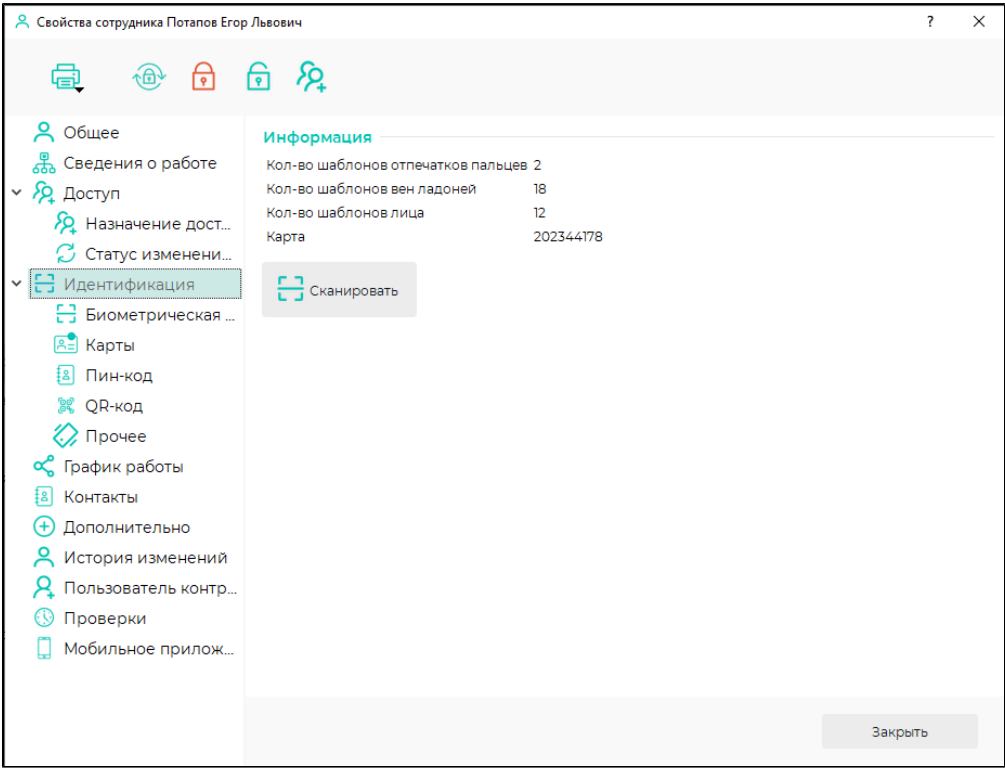 Свойства сотрудника Потапов Егор Львович
?
Общее
Сведения о работе
Доступ
Назначение дост...
Статус изменени...
Идентификация
Биометрическая ...
Карты
Пин-код
QR-код
Прочее
График работы
Контакты
Дополнительно
История изменений
Пользователь контр...
Проверки
Мобильное прилож...
Информация
Кол-во шаблонов отпечатков пальцев 2
Кол-во шаблонов вен ладоней 18
Кол-во шаблонов лица 12
Карта 202344178
Сканировать
Закрыть